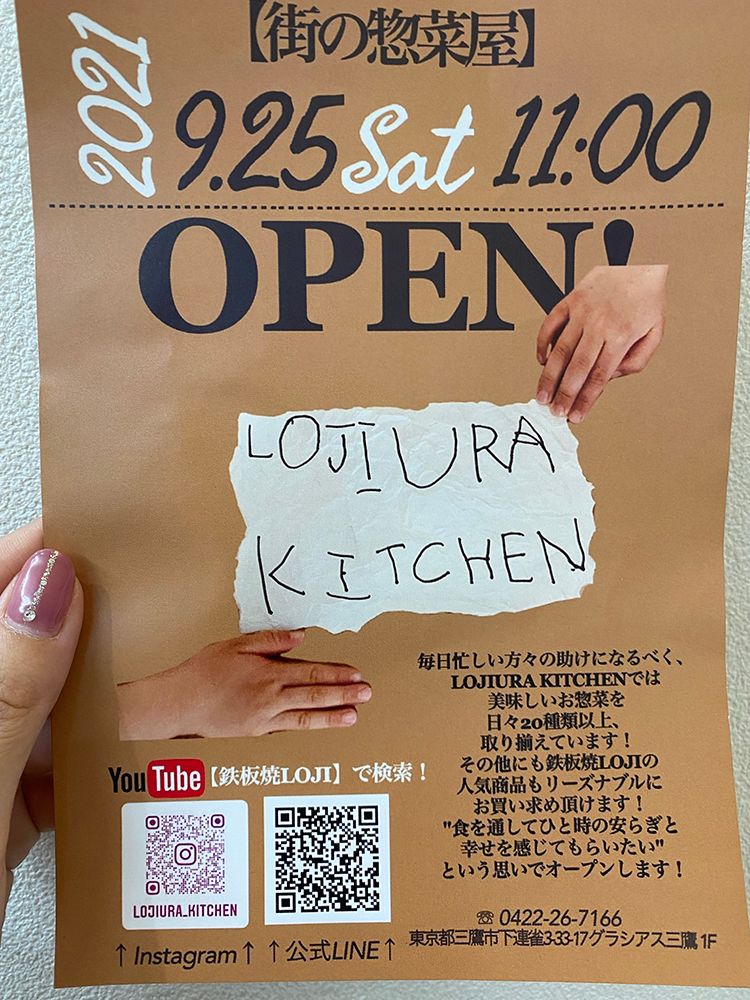 【街の惣菜屋】
2021
9.25 Sat 11:00
OPEN!
LOJIURA
KITCHEN
毎日忙しい方々の助けになるべく、
LOJIURA KITCHENでは
美味しいお惣菜を
日々20種類以上、
取り揃えています！
その他にも鉄板焼LOJIの
人気商品もリーズナブルに
お買い求め頂けます！
"食を通してひと時の安らぎと
幸せを感じてもらいたい"
という思いでオープンします！
YouTube【鉄板焼LOJI】で検索！
LOJIURA_KITCHEN
↑Instagram↑ ↑公式LINE↑
☎ 0422-26-7166
東京都三鷹市下連雀3-33-17グラシアス三鷹 1F